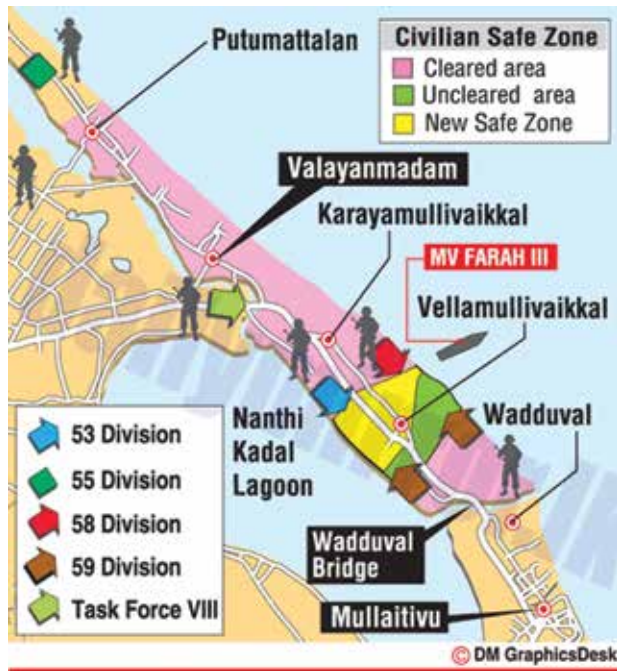 Putumattalan
Civilian Safe Zone
Cleared area
Uncleared area
New Safe Zone
Valayanmadam
Karayamullivaikkal
MV FARAH III
Vellamullivaikkal
Nanthi
Kadal
Lagoon
Wadduval
53 Division
55 Division
58 Division
59 Division
Task Force VIII
Wadduval
Bridge
Mullaitivu
© DM GraphicsDesk